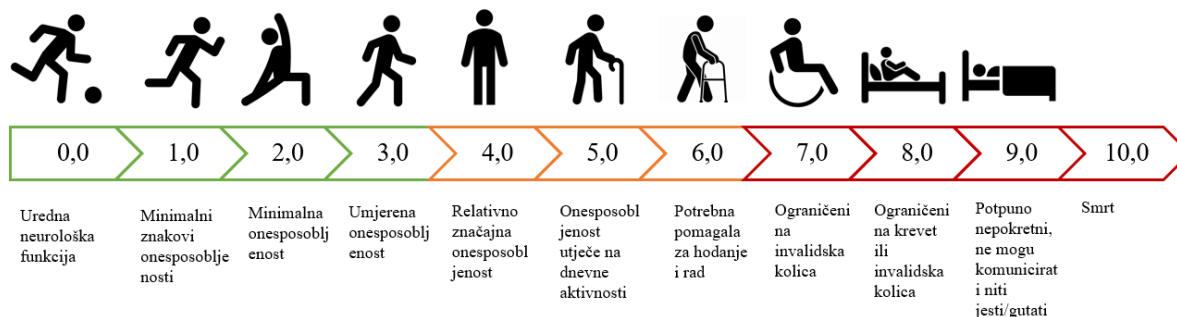 0,0
1,0
2,0
3,0
4,0
5,0
6,0
7,0
8,0
9,0
10,0
Uredna
neurološka
funkcija
Minimalni
znakovi
onesposoblje
nosti
Minimalna
onesposoblj
enost
Umjerena
onesposoblj
enost
Relativno
značajna
onesposobl
jenost
Onesposobl
jenost
utječe na
dnevne
aktivnosti
Potrebna
pomagala
za hodanje
i rad
Ograničeni
na
invalidska
kolica
Ograničeni
na krevet
ili
invalidska
kolica
Potpuno
nepokretni,
ne mogu
komunicirat
i niti
jesti/gutati
Smrt